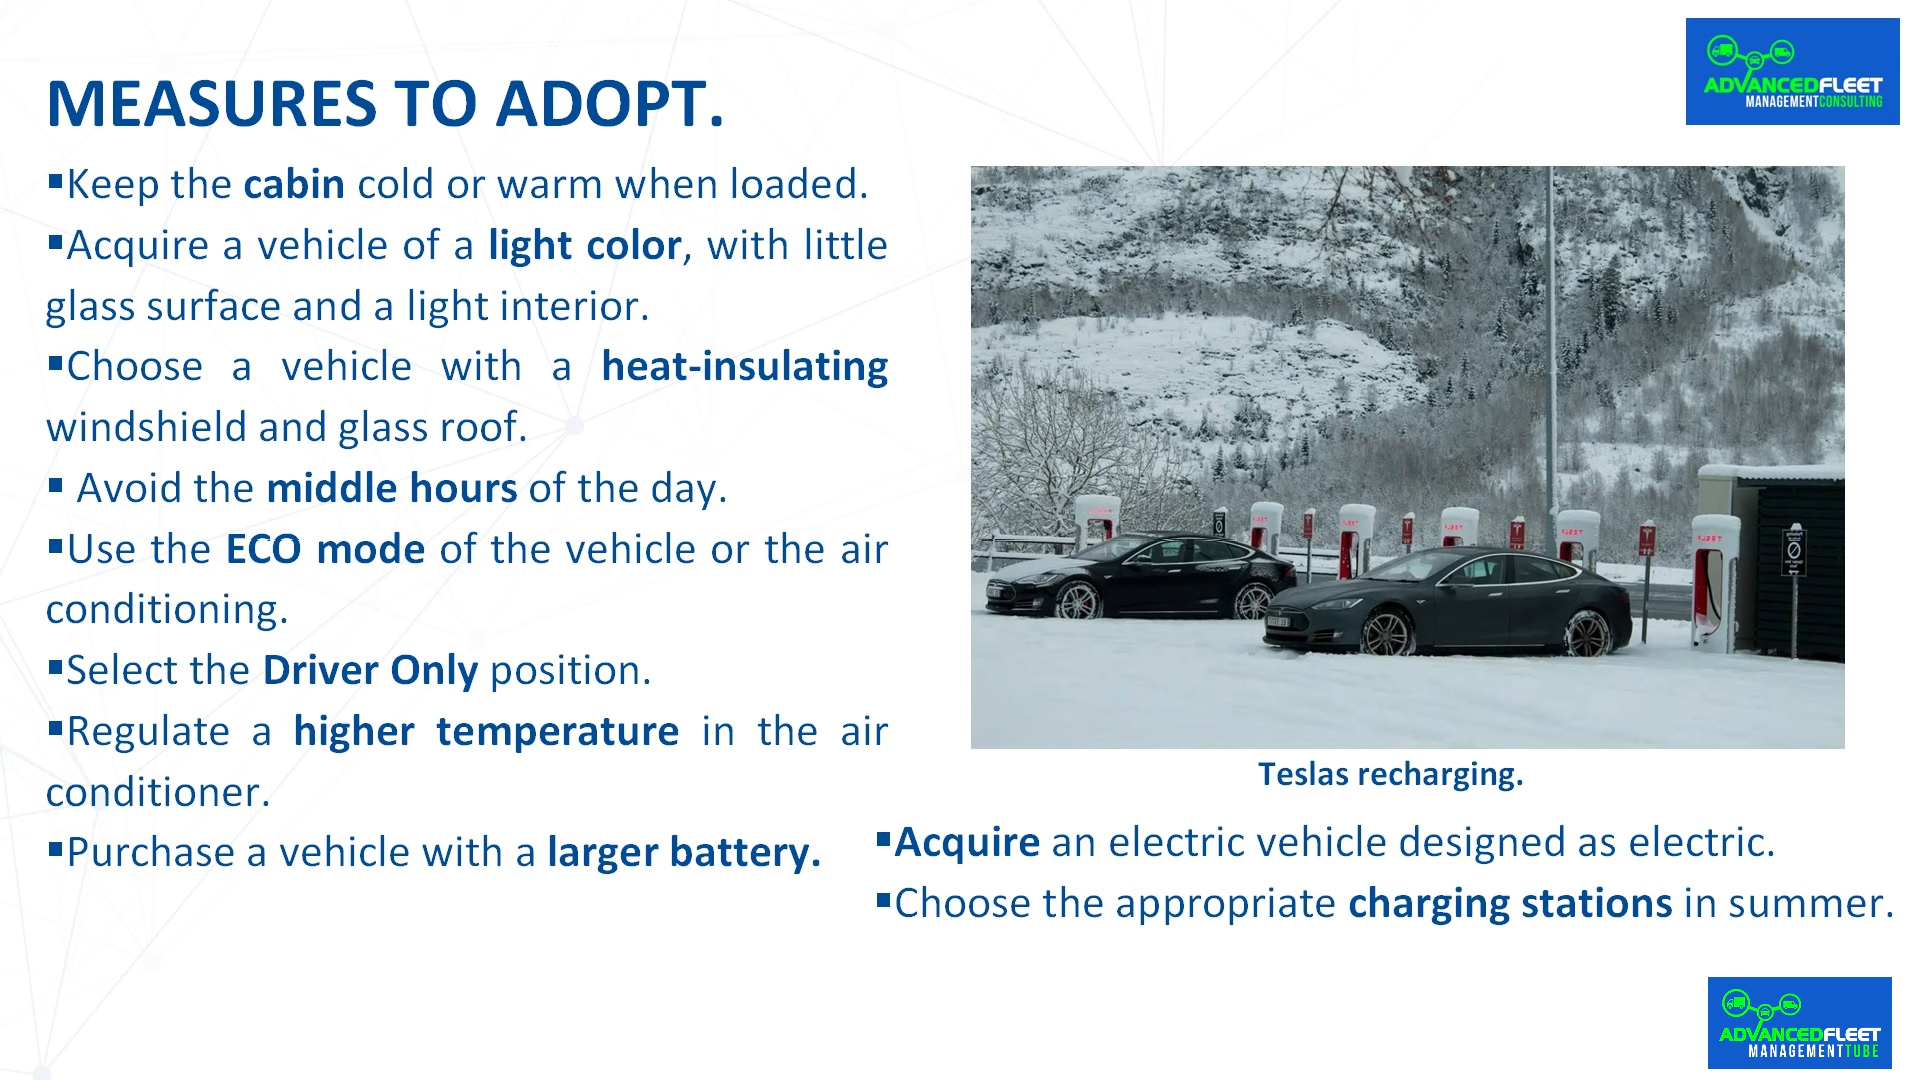 MEASURES TO ADOPT.
▪Keep the cabin cold or warm when loaded.
▪Acquire a vehicle of a light color, with little
glass surface and a light interior.
▪Choose a vehicle with a heat-insulating
windshield and glass roof.
▪ Avoid the middle hours of the day.
▪Use the ECO mode of the vehicle or the air
conditioning.
▪Select the Driver Only position.
▪Regulate a higher temperature in the air
conditioner.
▪Purchase a vehicle with a larger battery.
ADVANCEDFLEET
MANAGEMENTCONSULTING
Teslas recharging.
▪Acquire an electric vehicle designed as electric.
▪Choose the appropriate charging stations in summer.
ADVANCEDFLEET
MANAGEMENTTUBE